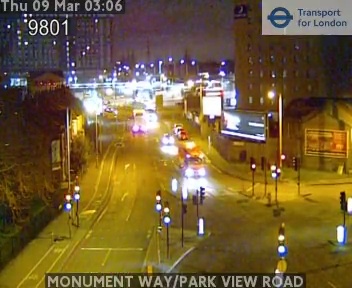 Thu 09 Mar 03:06
9801
Transport
for London
MONUMENT WAY/PARK VIEW ROAD